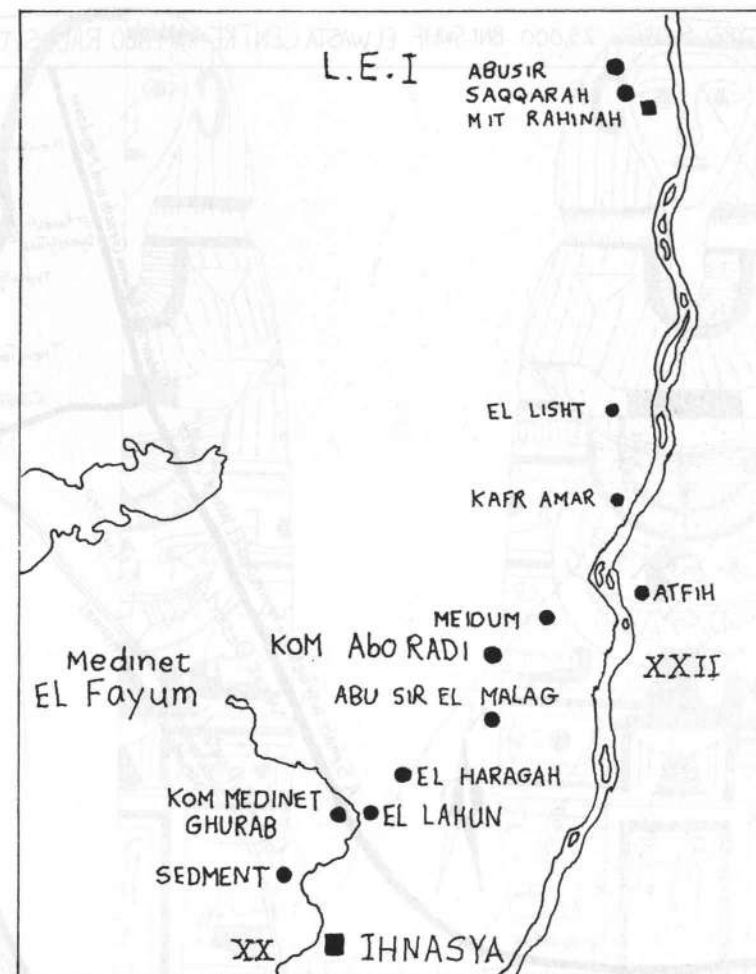 L.E.I
ABUSIR
SAQQARAH
MIT RAHINAH
EL LISHT
KAFR AMAR
ATFIH
MEIDUM
KOM Abo RADI
XXII
Medinet
EL Fayum
ABU SIR EL MALAG
EL HARAGAH
KOM MEDINET
GHURAB
EL LAHUN
SEDMENT
XX
IHNASYA